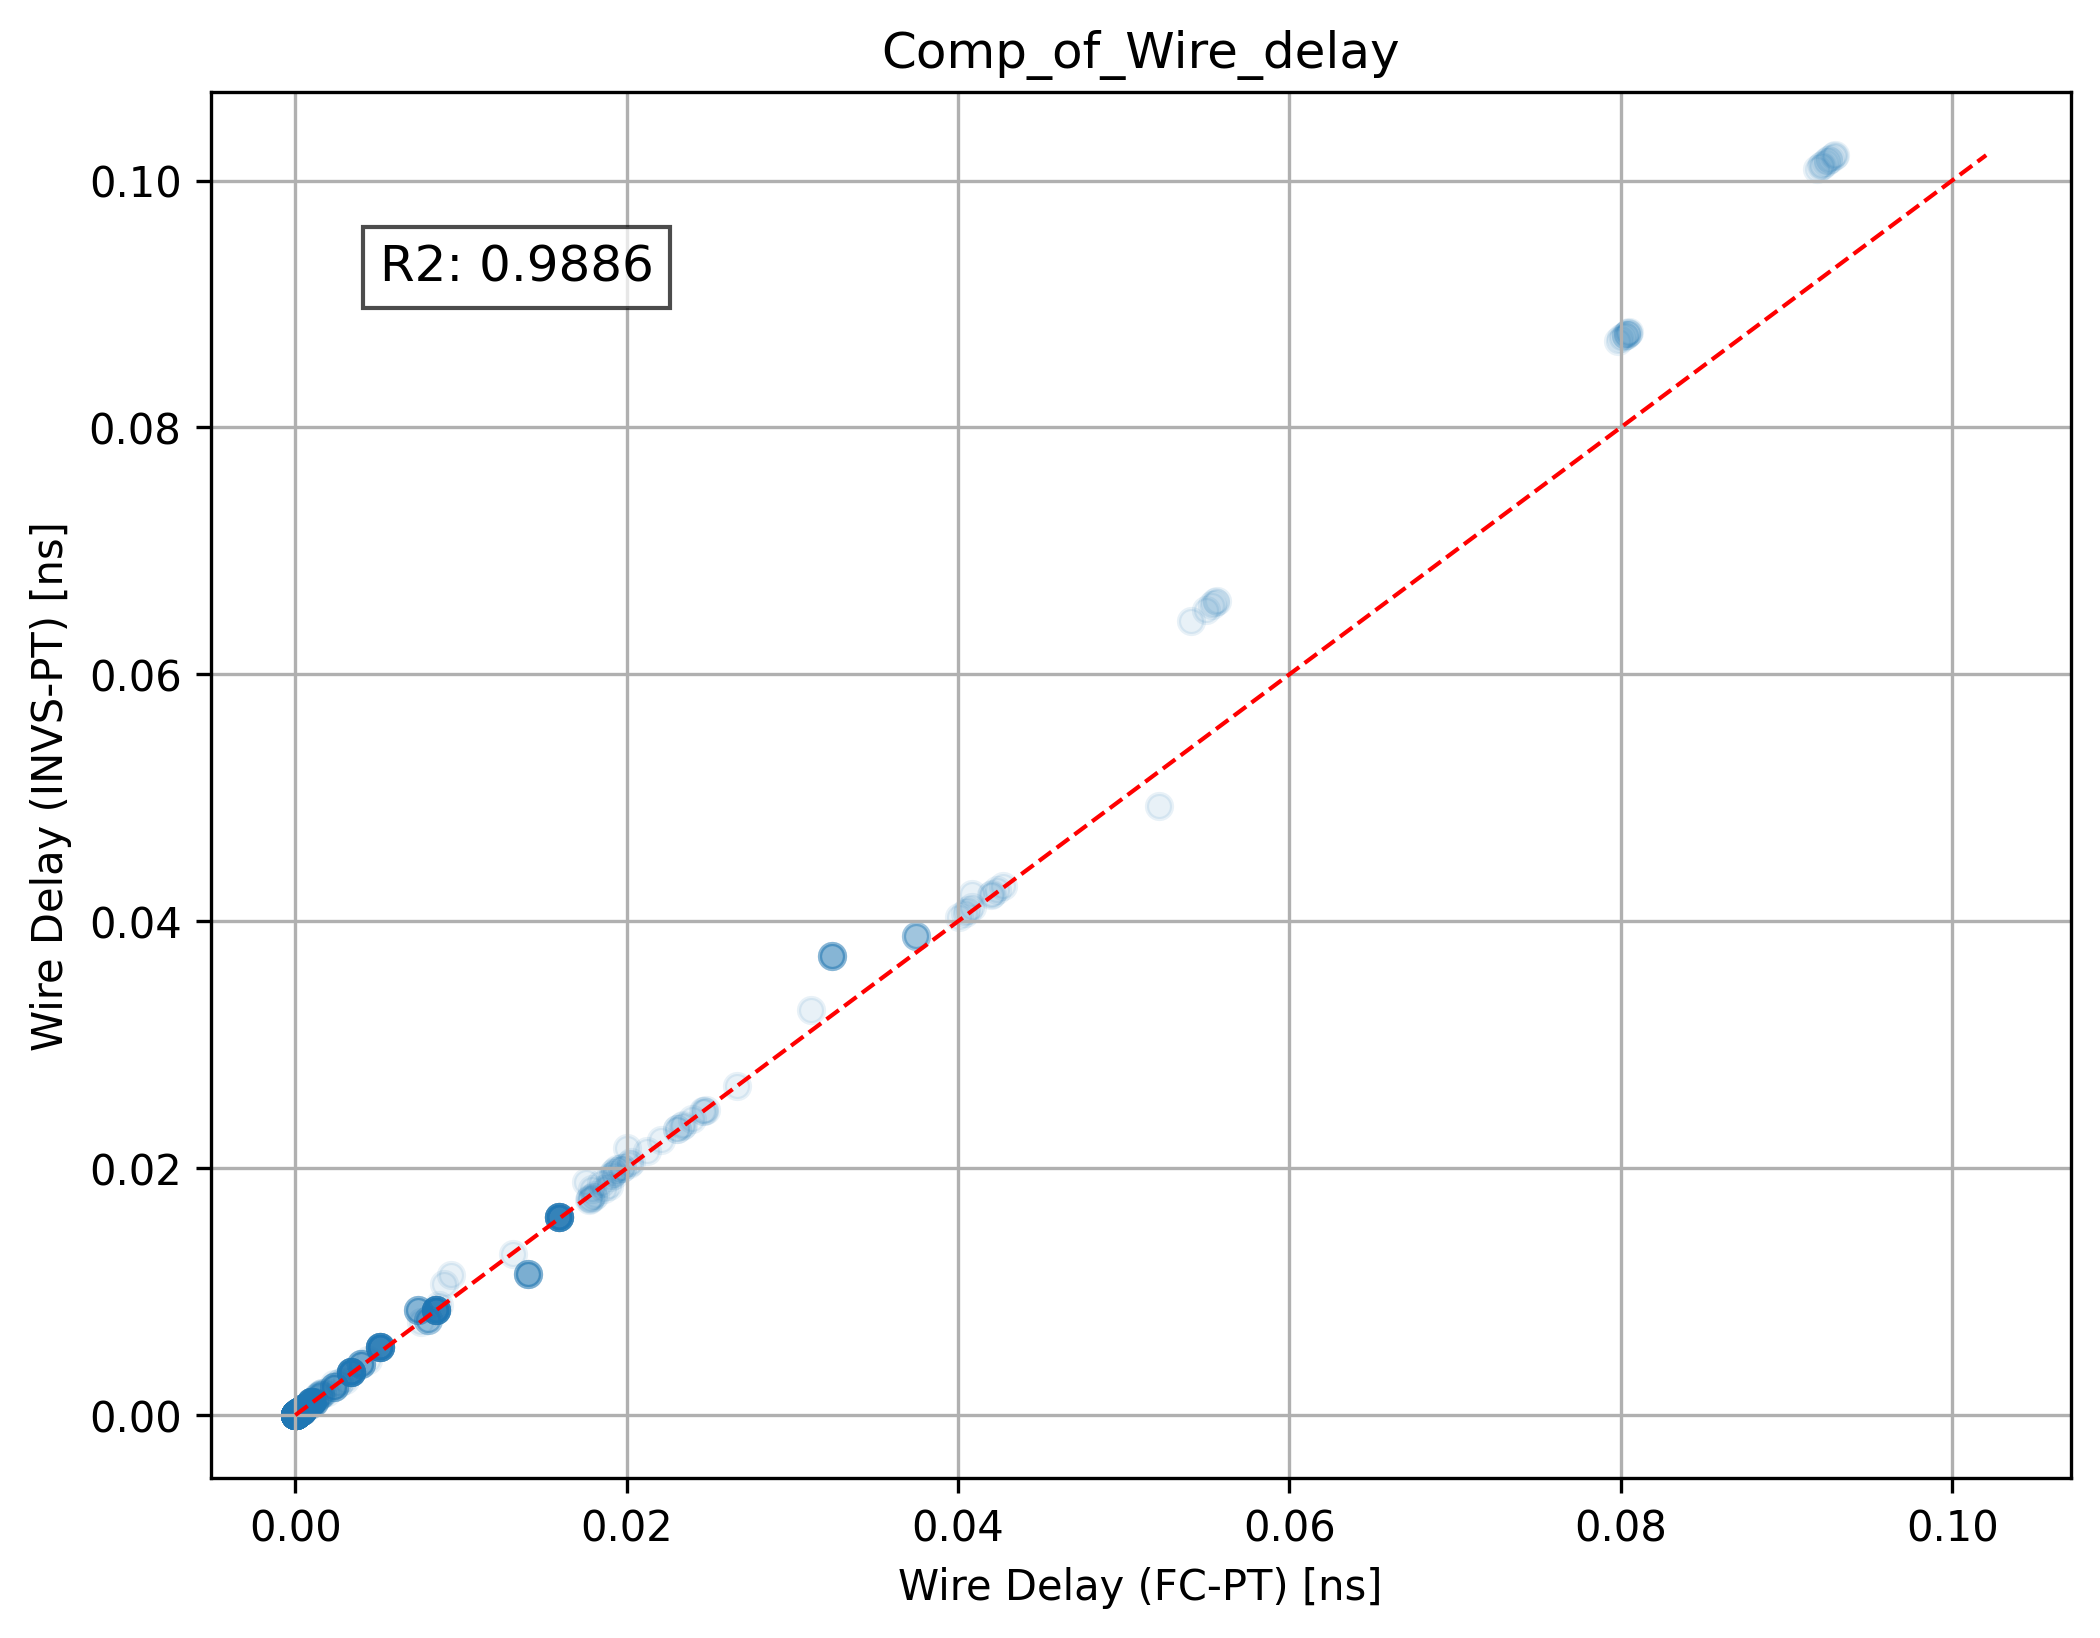 Comp_of_Wire_delay
R2: 0.9886
Wire Delay (INVS-PT) [ns]
0.10
0.08
0.06
0.04
0.02
0.00
0.00 0.02 0.04 0.06 0.08 0.10
Wire Delay (FC-PT) [ns]